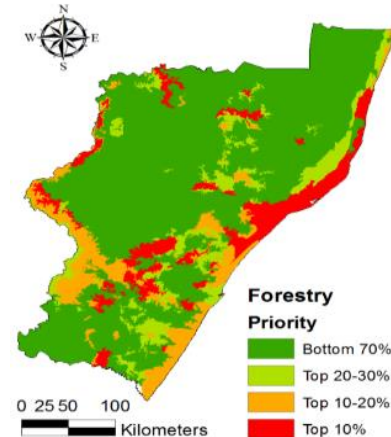 N
W E
S
Forestry
Priority
Bottom 70%
Top 20-30%
Top 10-20%
Top 10%
0 25 50 100
Kilometers